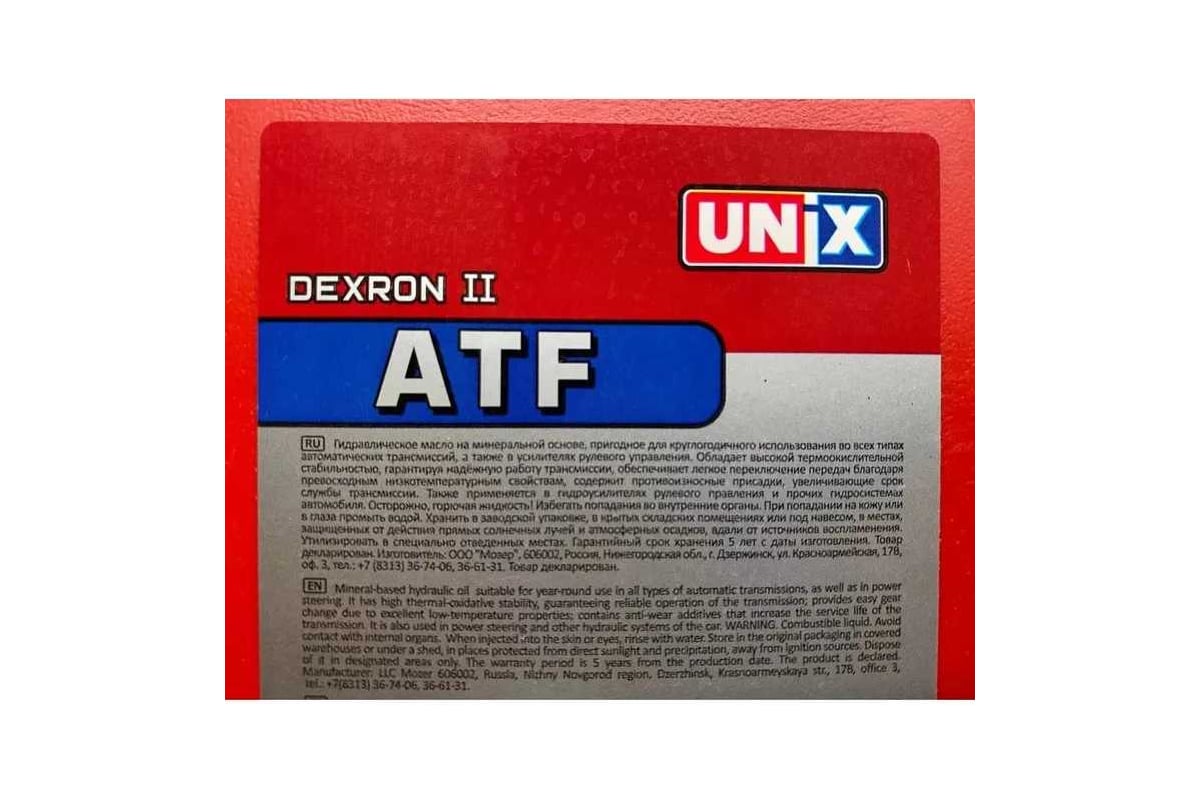 UNiX
DEXRON II
ATF
RU Гидравлическое масло на минеральной основе, пригодное для круглогодичного использования во всех типах
автоматических трансмиссий, а также в усилителях рулевого управления. Обладает высокой термоокислительной
стабильностью, гарантируя надёжную работу трансмиссии, обеспечивает легкое переключение передач благодаря
превосходным низкотемпературным свойствам, содержит противоизносные присадки, увеличивающие срок
службы трансмиссии. Также применяется в гидроусилителях рулевого правления и прочих гидросистемах
автомобиля. Осторожно, горючая жидкость! Избегать попадания во внутренние органы. При попадании на кожу или
в глаза промыть водой. Хранить в заводской упаковке, в крытых складских помещениях или под навесом, в местах,
защищенных от действия прямых солнечных лучей и атмосферных осадков, вдали от источников воспламенения.
Утилизировать в специально отведенных местах. Гарантийный срок хранения 5 лет с даты изготовления. Товар
декларирован. Изготовитель: ООО "Мозер", 606002, Россия, Нижегородская обл., г. Дзержинск, ул. Красноармейская, 17В,
оф. 3, тел.: +7 (8313) 36-74-06, 36-61-31. Товар декларирован.
EN Mineral-based hydraulic oil suitable for year-round use in all types of automatic transmissions, as well as in power
steering. It has high thermal-oxidative stability, guaranteeing reliable operation of the transmission; provides easy gear
change due to excellent low-temperature properties; contains anti-wear additives that increase the service life of the
transmission. It is also used in power steering and other hydraulic systems of the car. WARNING. Combustible liquid. Avoid
contact with internal organs. When injected into the skin or eyes, rinse with water. Store in the original packaging in covered
warehouses or under a shed, in places protected from direct sunlight and precipitation, away from ignition sources. Dispose
of it in designated areas only. The warranty period is 5 years from the production date. The product is declared.
Manufacturer: LLC Mozer 606002, Russia, Nizhny Novgorod region, Dzerzhinsk, Krasnoarmeyskaya str., 17B, office 3,
tel.: +7(8313) 36-74-06, 36-61-31.